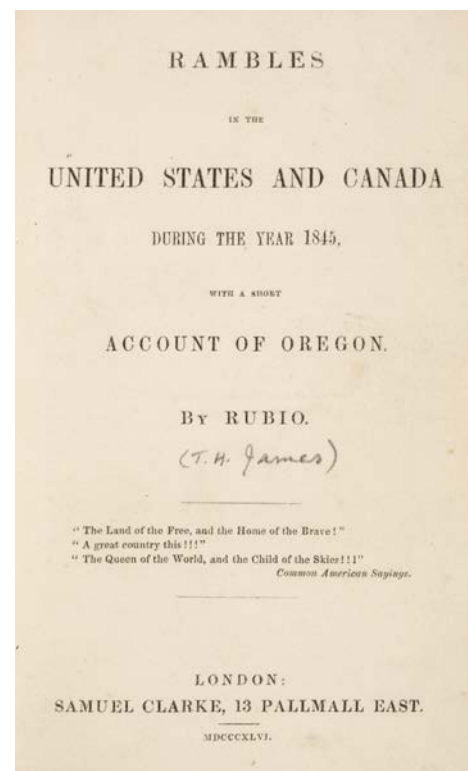 RAMBLES
IN THE
UNITED STATES AND CANADA
DURING THE YEAR 1845,
WITH A SHORT
ACCOUNT OF OREGON.
BY RUBIO.
(T. H. James)
" The Land of the Free, and the Home of the Brave! "
" A great country this!!! "
" The Queen of the World, and the Child of the Skies!!! "
Common American Sayings.
LONDON:
SAMUEL CLARKE, 13 PALLMALL EAST.
MDCCCXLVI.